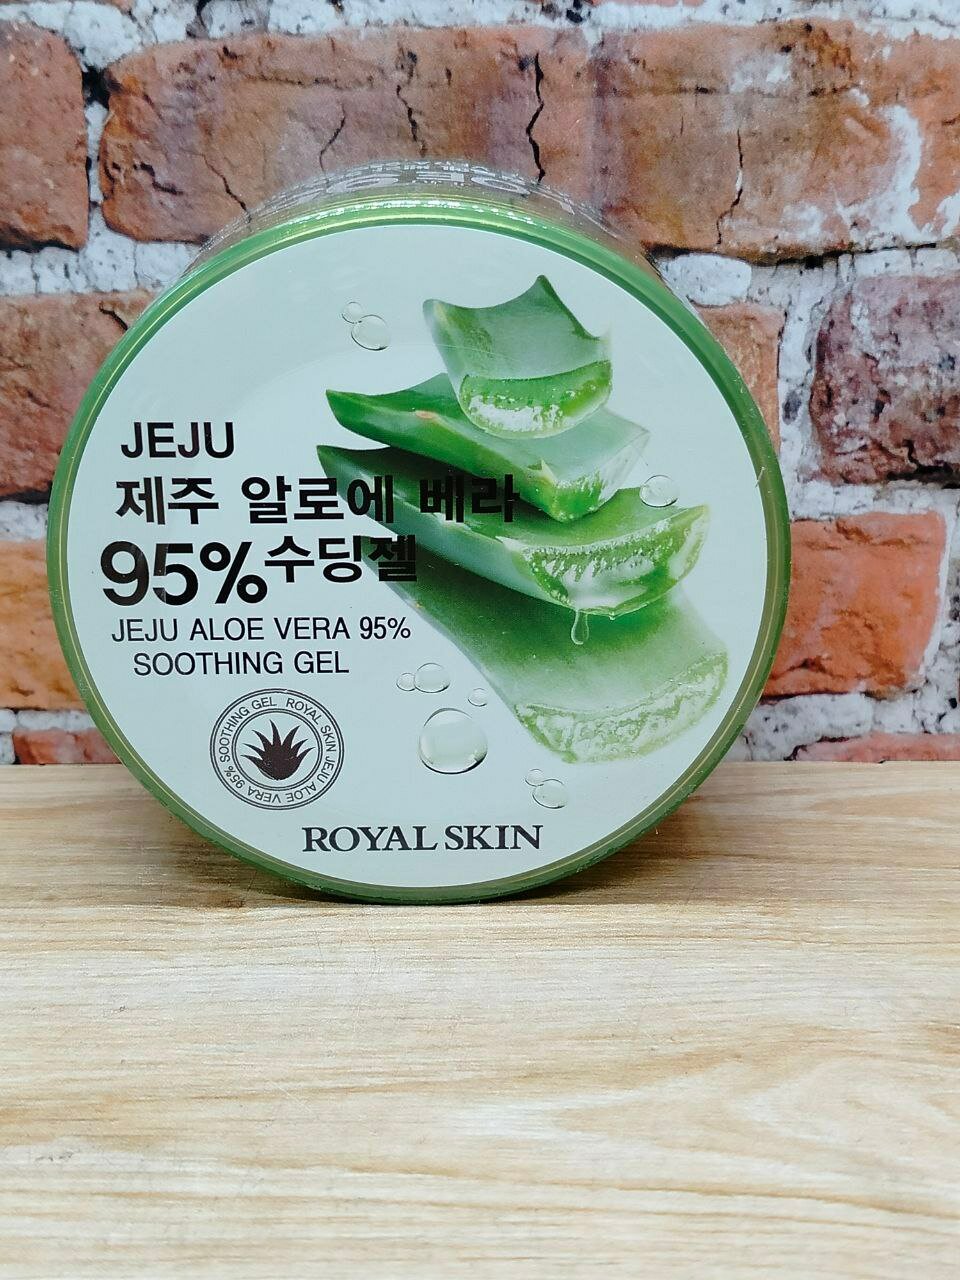 JEJU
제주 알로에 베라
95% 수딩젤
JEJU ALOE VERA 95%
SOOTHING GEL
ROYAL SKIN JEJU ALOE VERA 95% SOOTHING GEL
ROYAL SKIN